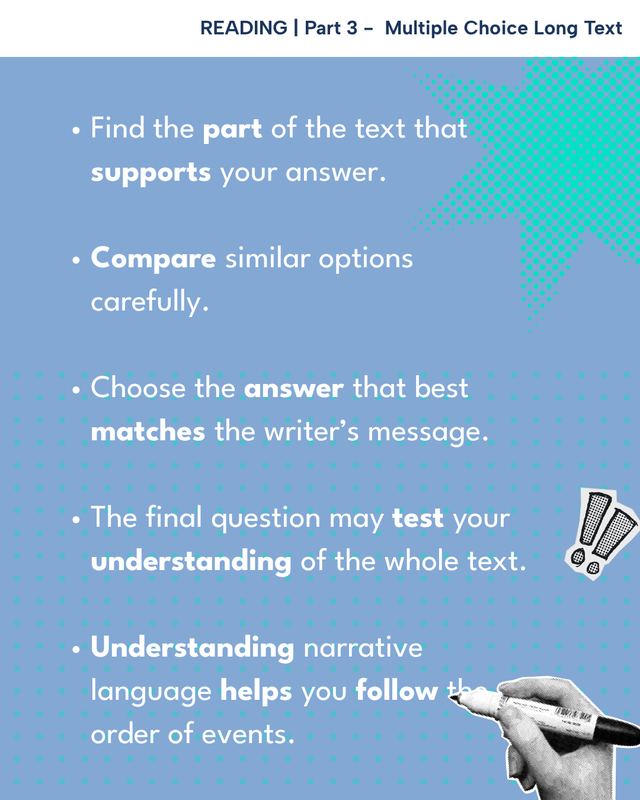 READING | Part 3 - Multiple Choice Long Text
• Find the part of the text that
supports your answer.
• Compare similar options
carefully.
• Choose the answer that best
matches the writer's message.
• The final question may test your
understanding of the whole text.
• Understanding narrative
language helps you follow the
order of events.